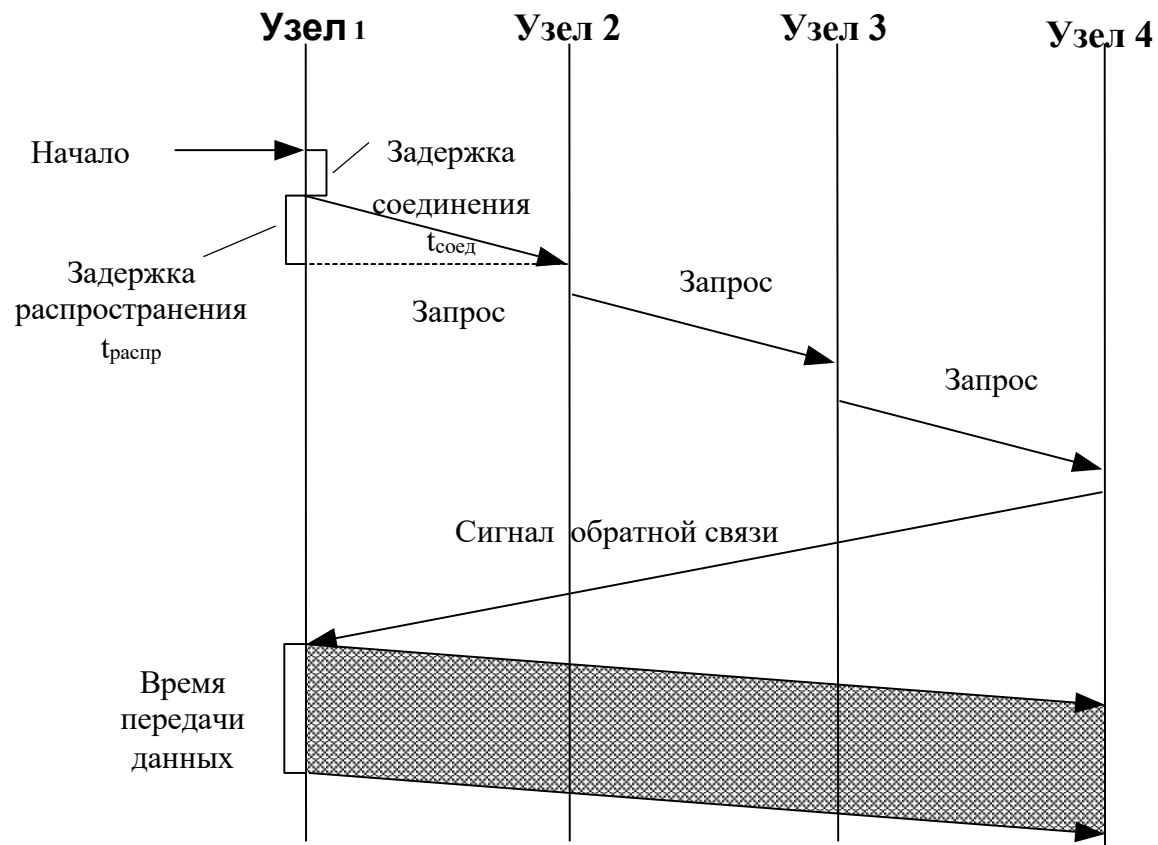 Узел 1 Узел 2 Узел 3 Узел 4
Начало
Задержка
соединения
tсоед
Задержка
распространения
tраспр
Запрос
Запрос
Запрос
Сигнал обратной связи
Время
передачи
данных